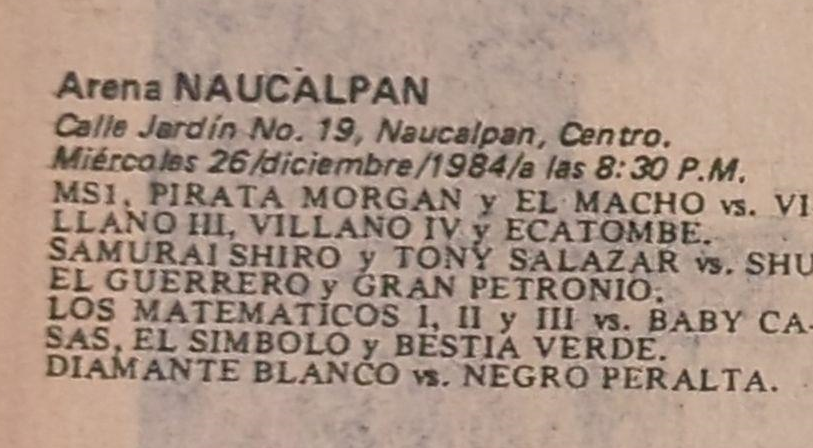 Arena NAUCALPAN
Calle Jardín No. 19, Naucalpan, Centro.
Miércoles 26/diciembre/1984/a las 8:30 P.M.
MS1, PIRATA MORGAN y EL MACHO vs. VI
LLANO III, VILLANO IV y ECATOMBE.
SAMURAI SHIRO y TONY SALAZAR vs. SHU
EL GUERRERO y GRAN PETRONIO.
LOS MATEMATICOS I, II y III vs. BABY CA-
SAS, EL SIMBOLO y BESTIA VERDE.
DIAMANTE BLANCO vs. NEGRO PERALTA.